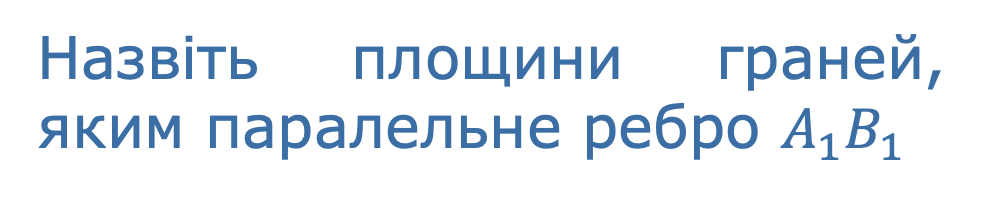 Назвіть площини граней,
яким паралельне ребро A₁B₁